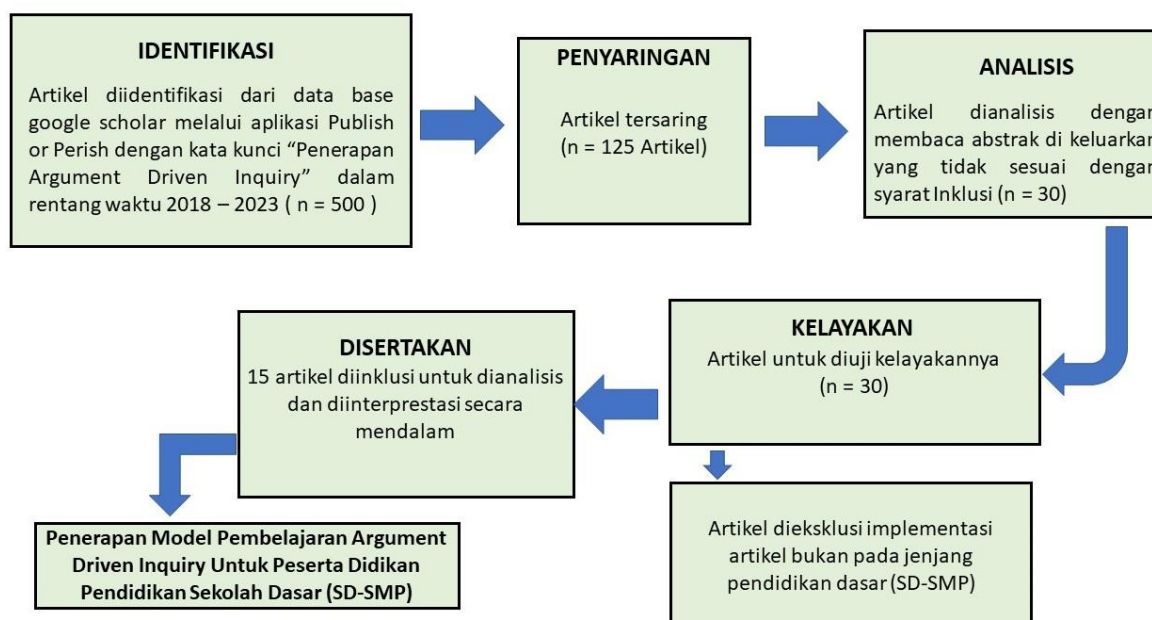 IDENTIFIKASI
Artikel diidentifikasi dari data base
google scholar melalui aplikasi Publish
or Perish dengan kata kunci “Penerapan
Argument Driven Inquiry” dalam
rentang waktu 2018 – 2023 ( n = 500 )
PENYARINGAN
Artikel tersaring
(n = 125 Artikel)
ANALISIS
Artikel dianalisis dengan
membaca abstrak di keluarkan
yang tidak sesuai dengan
syarat Inklusi (n = 30)
KELAYAKAN
Artikel untuk diuji kelayakannya
(n = 30)
DISERTAKAN
15 artikel diinklusi untuk dianalisis
dan diinterprestasi secara
mendalam
Artikel dieksklusi implementasi
artikel bukan pada jenjang
pendidikan dasar (SD-SMP)
Penerapan Model Pembelajaran Argument
Driven Inquiry Untuk Peserta Didikan
Pendidikan Sekolah Dasar (SD-SMP)